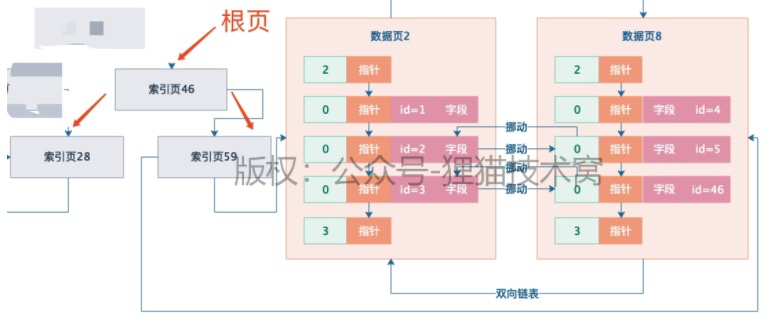 根页
索引页46
索引页28
索引页59
数据页2
2 指针
0 指针 id=1 字段
0 指针 id=2 字段
0 指针 id=3 字段
3 指针
挪动
挪动
挪动
挪动
数据页8
2 指针
0 指针 字段 id=4
0 指针 字段 id=5
0 指针 字段 id=46
3 指针
双向链表
版权：公众号-狸猫技术窝